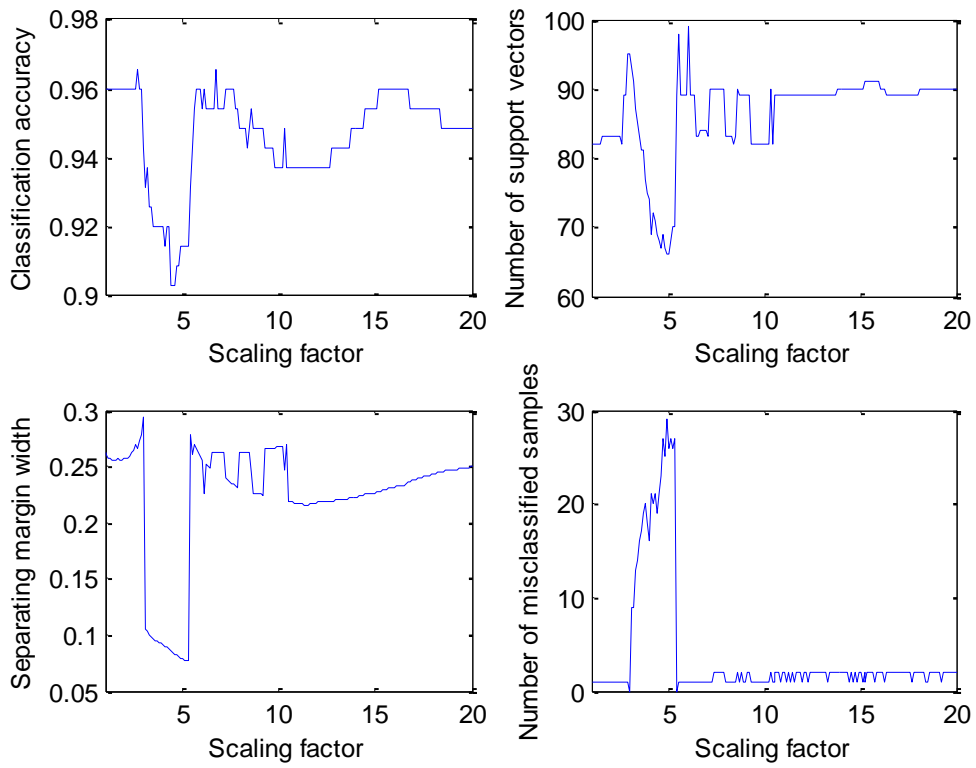 Classification accuracy
0.98
0.96
0.94
0.92
0.9
5 10 15 20
Scaling factor
Number of support vectors
100
90
80
70
60
5 10 15 20
Scaling factor
Separating margin width
0.3
0.25
0.2
0.15
0.1
0.05
5 10 15 20
Scaling factor
Number of misclassified samples
30
20
10
0
5 10 15 20
Scaling factor